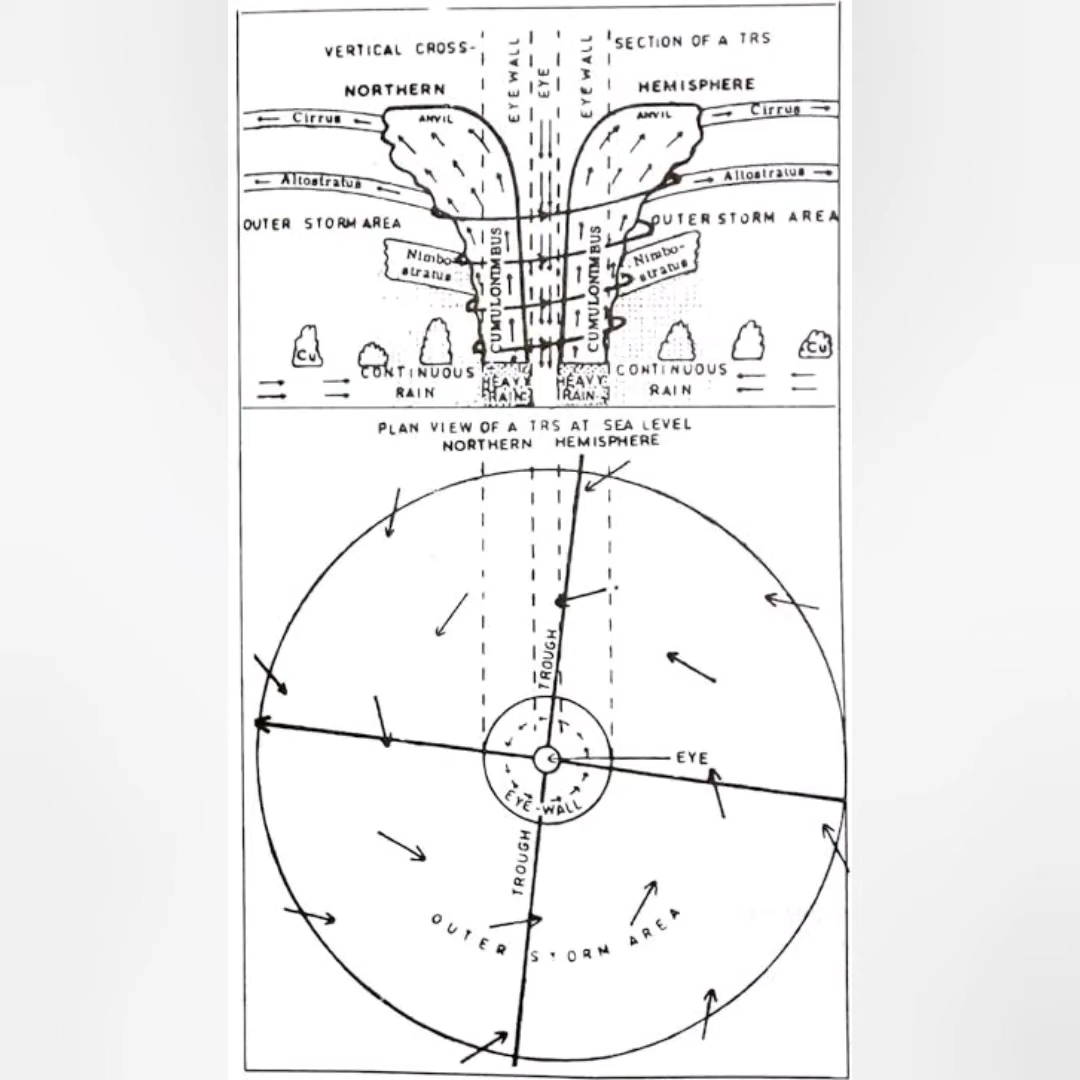 VERTICAL CROSS-
SECTION OF A TRS
EYE WALL
EYE
EYE WALL
NORTHERN
HEMISPHERE
Cirrus
ANVIL
ANVIL
Cirrus
Altostratus
Altostratus
OUTER STORM AREA
OUTER STORM AREA
Nimbo-
stratus
Nimbo-
stratus
CUMULONIMBUS
CUMULONIMBUS
Cu
Cu
CONTINUOUS
RAIN
HEAVY
RAIN
HEAVY
RAIN
CONTINUOUS
RAIN
PLAN VIEW OF A TRS AT SEA LEVEL
NORTHERN HEMISPHERE
TROUGH
EYE
EYE-WALL
TROUGH
OUTER STORM AREA